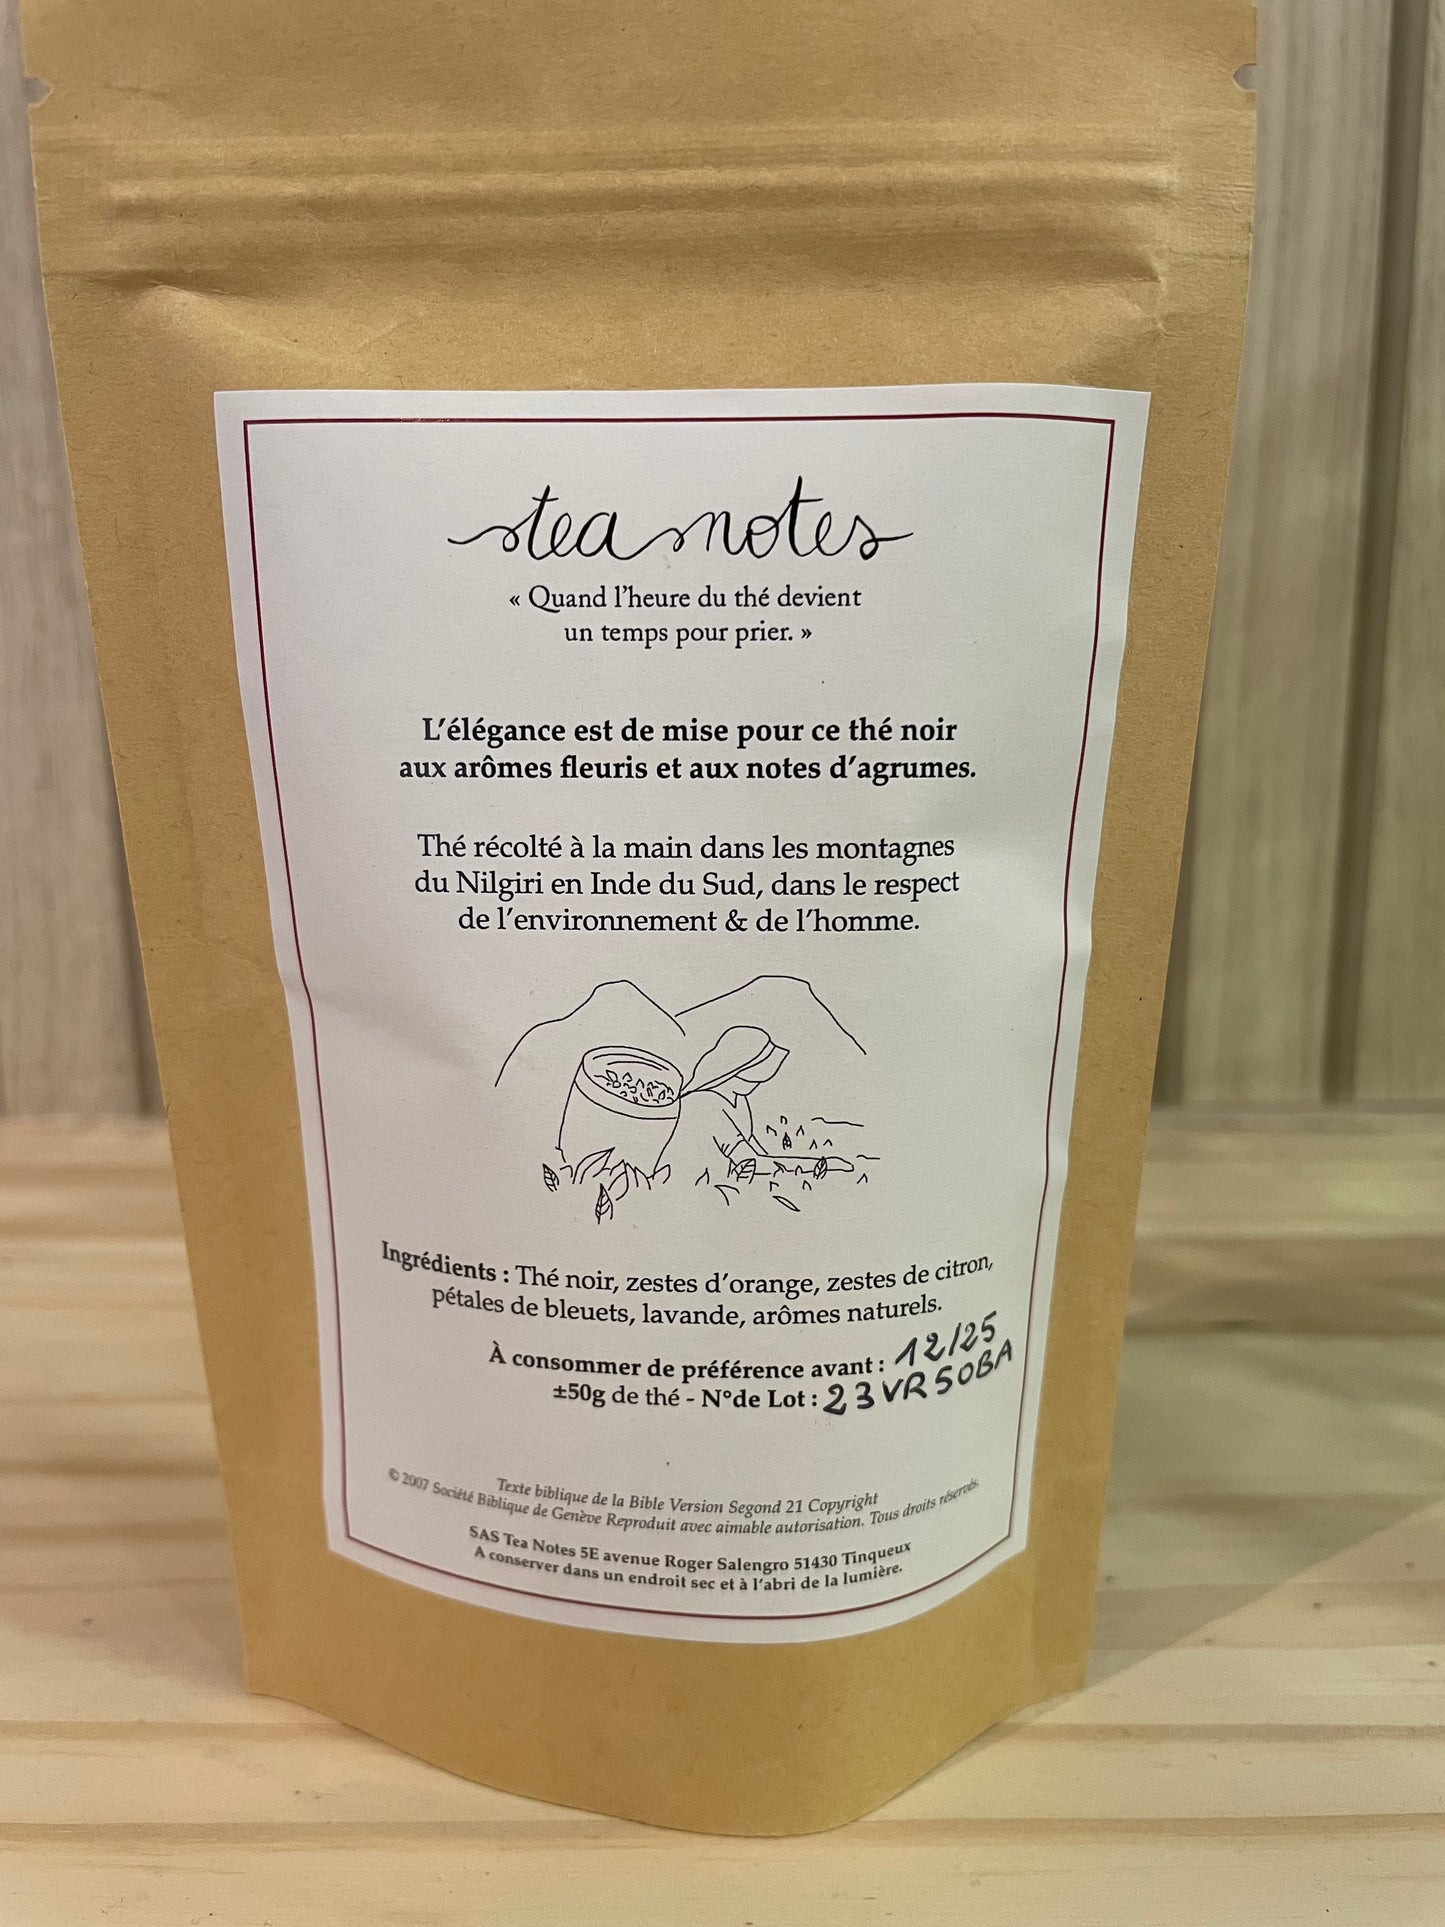 tea notes
« Quand l'heure du thé devient
un temps pour prier. »
L'élégance est de mise pour ce thé noir
aux arômes fleuris et aux notes d'agrumes.
Thé récolté à la main dans les montagnes
du Nilgiri en Inde du Sud, dans le respect
de l'environnement & de l'homme.
Ingrédients : Thé noir, zestes d'orange, zestes de citron,
pétales de bleuets, lavande, arômes naturels.
À consommer de préférence avant : 12/25
±50g de thé - N°de Lot : 23VR50BA
Texte biblique de la Bible Version Segond 21 Copyright
© 2007 Société Biblique de Genève Reproduit avec aimable autorisation. Tous droits réservés.
SAS Tea Notes 5E avenue Roger Salengro 51430 Tinqueux
A conserver dans un endroit sec et à l'abri de la lumière.